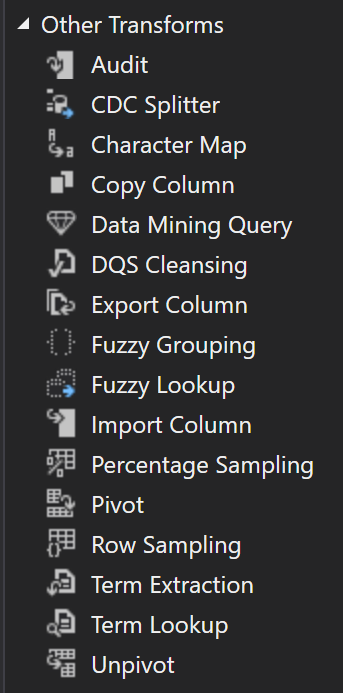 Other Transforms
Audit
CDC Splitter
Character Map
Copy Column
Data Mining Query
DQS Cleansing
Export Column
Fuzzy Grouping
Fuzzy Lookup
Import Column
Percentage Sampling
Pivot
Row Sampling
Term Extraction
Term Lookup
Unpivot